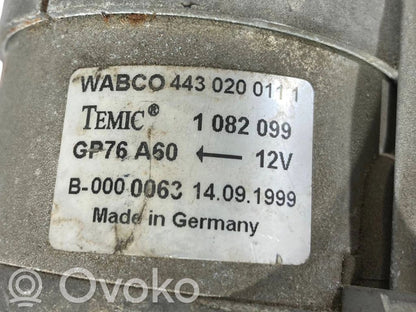 WABCO 443 020 011 1
TEMIC® 1 082 099
GP76 A60 ← 12V
B-000 0063 14.09.1999
Made in Germany
OVOKO